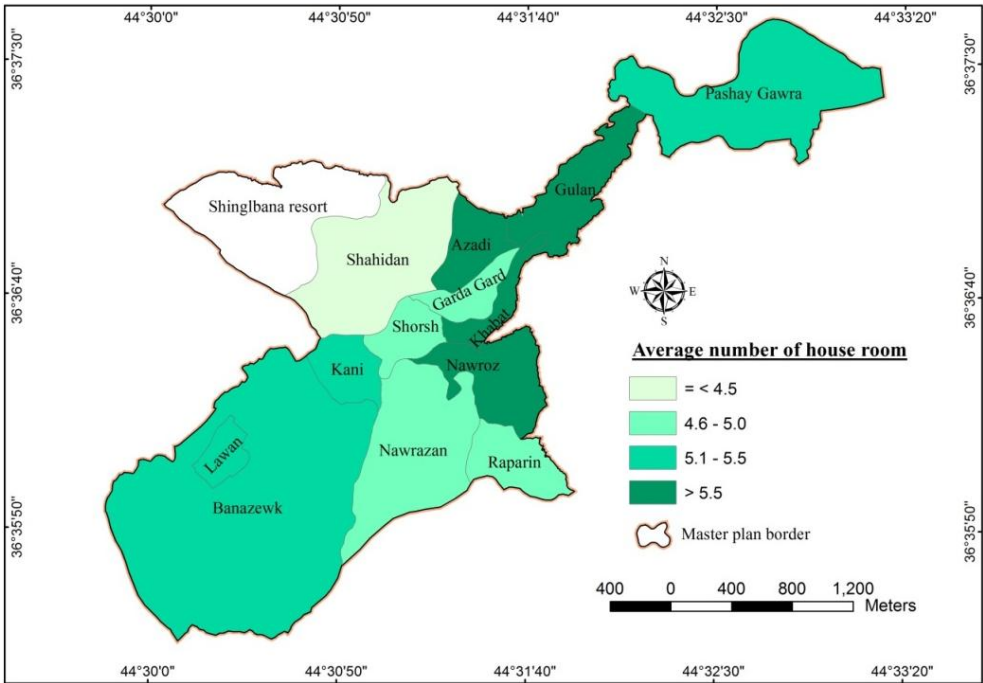 44°30'0"
44°30'50"
44°31'40"
44°32'30"
44°33'20"
36°37'30"
36°37'30"
Pashay Gawra
Gulan
Shinglbana resort
Azadi
Shahidan
Garda Gard
N
W
E
S
36°36'40"
36°36'40"
Shorsh
Khabat
Kani
Nawroz
Average number of house room
= < 4.5
4.6 - 5.0
5.1 - 5.5
> 5.5
Master plan border
Lawan
Nawrazan
Raparin
Banazewk
36°35'50"
36°35'50"
400 0 400 800 1,200
Meters
44°30'0"
44°30'50"
44°31'40"
44°32'30"
44°33'20"